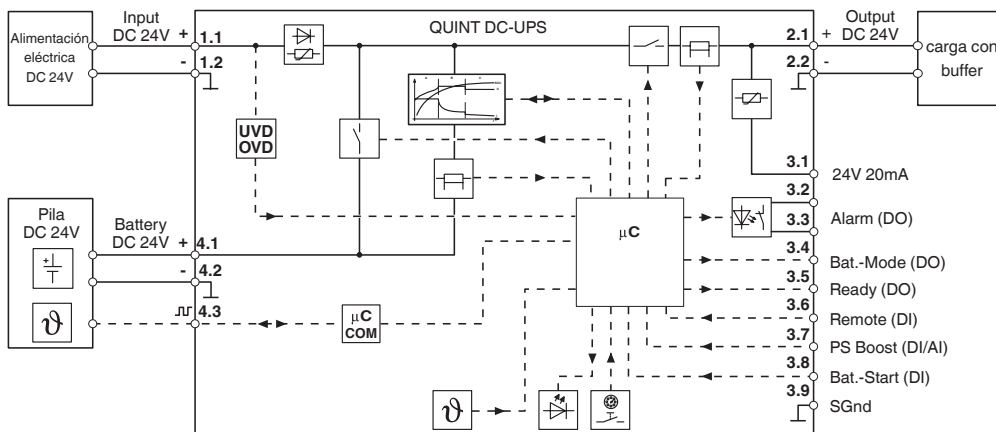 Alimentación
eléctrica
DC 24V
Input
DC 24V
+
1.1
-
1.2
QUINT DC-UPS
2.1
2.2
Output
+ DC 24V
-
carga con
buffer
UVD
OVD
3.1
24V 20mA
3.2
3.3
Alarm (DO)
3.4
Bat.-Mode (DO)
3.5
Ready (DO)
3.6
Remote (DI)
3.7
PS Boost (DI/AI)
3.8
Bat.-Start (DI)
3.9
SGnd
µC
Pila
DC 24V
+
ϑ
Battery
DC 24V
+
4.1
-
4.2
4.3
µC
COM
ϑ